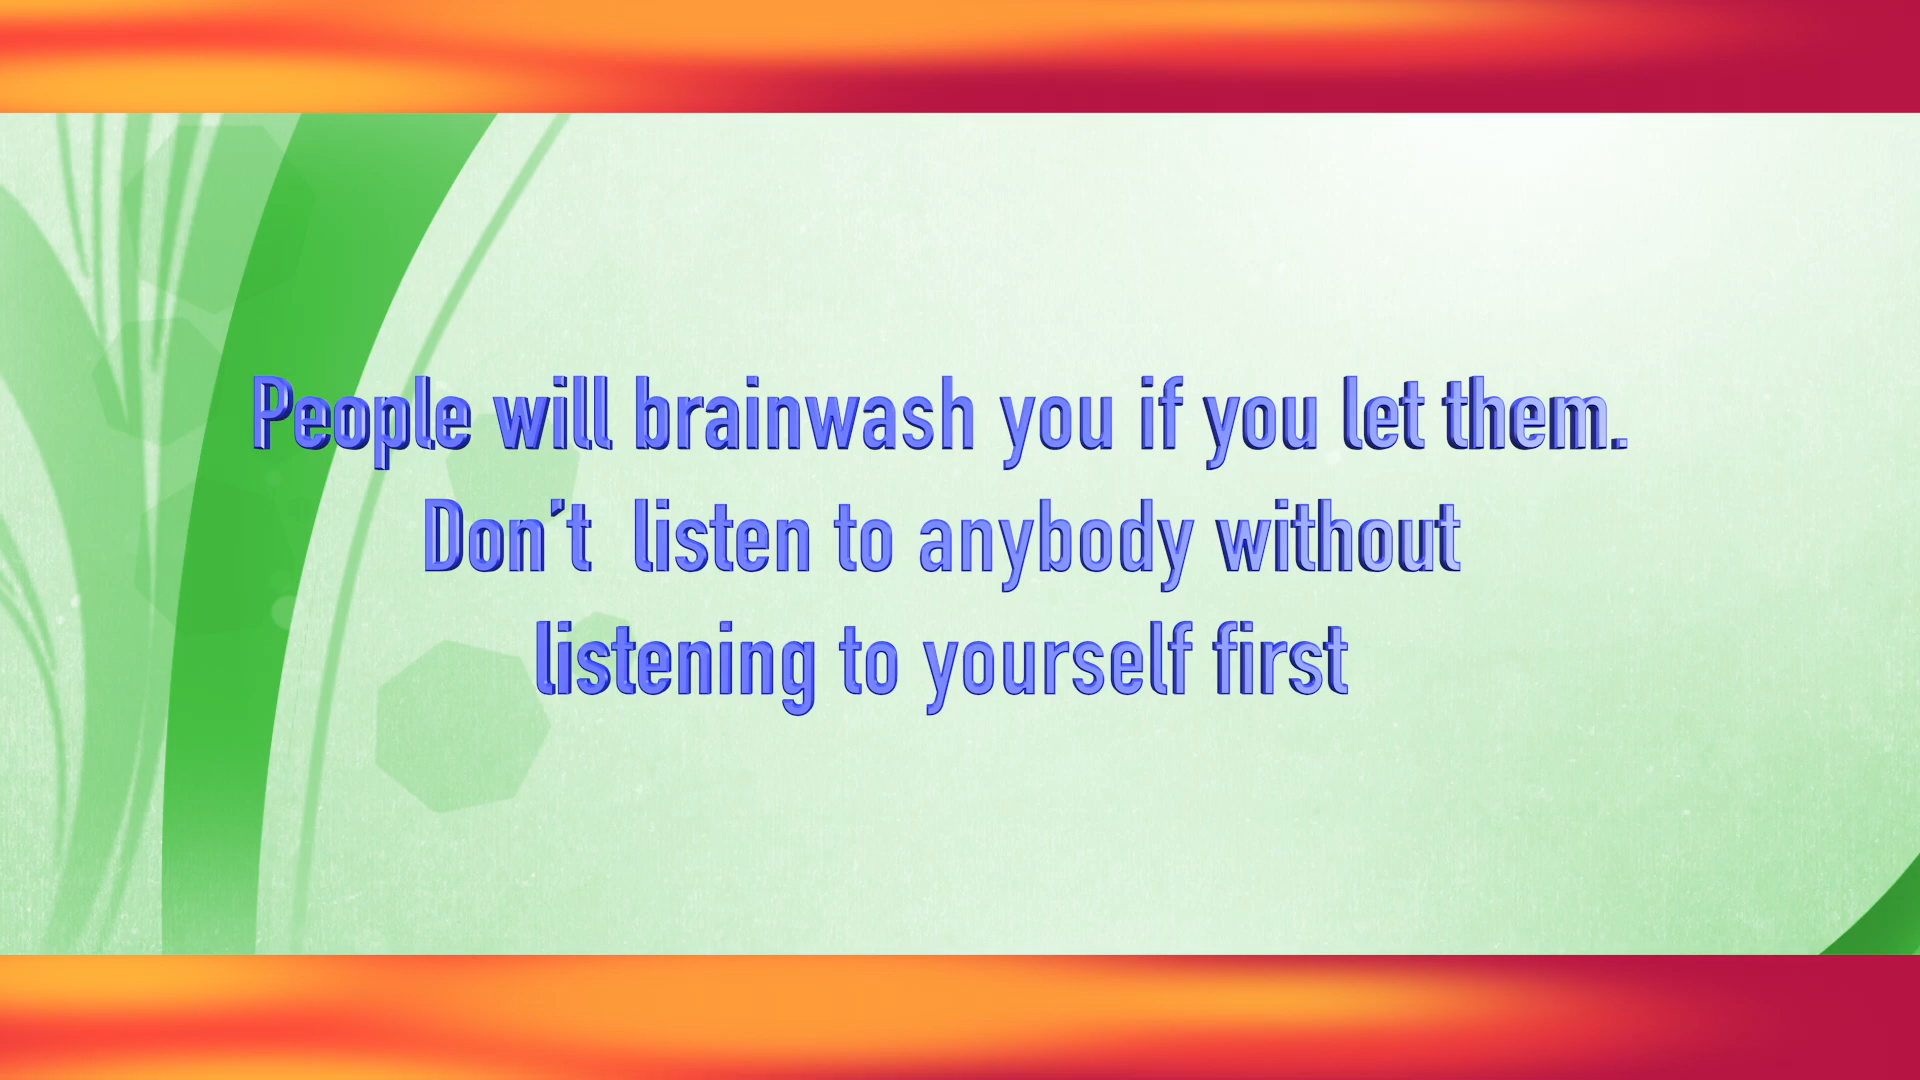 People will brainwash you if you let them.
Don't  listen to anybody without
listening to yourself first